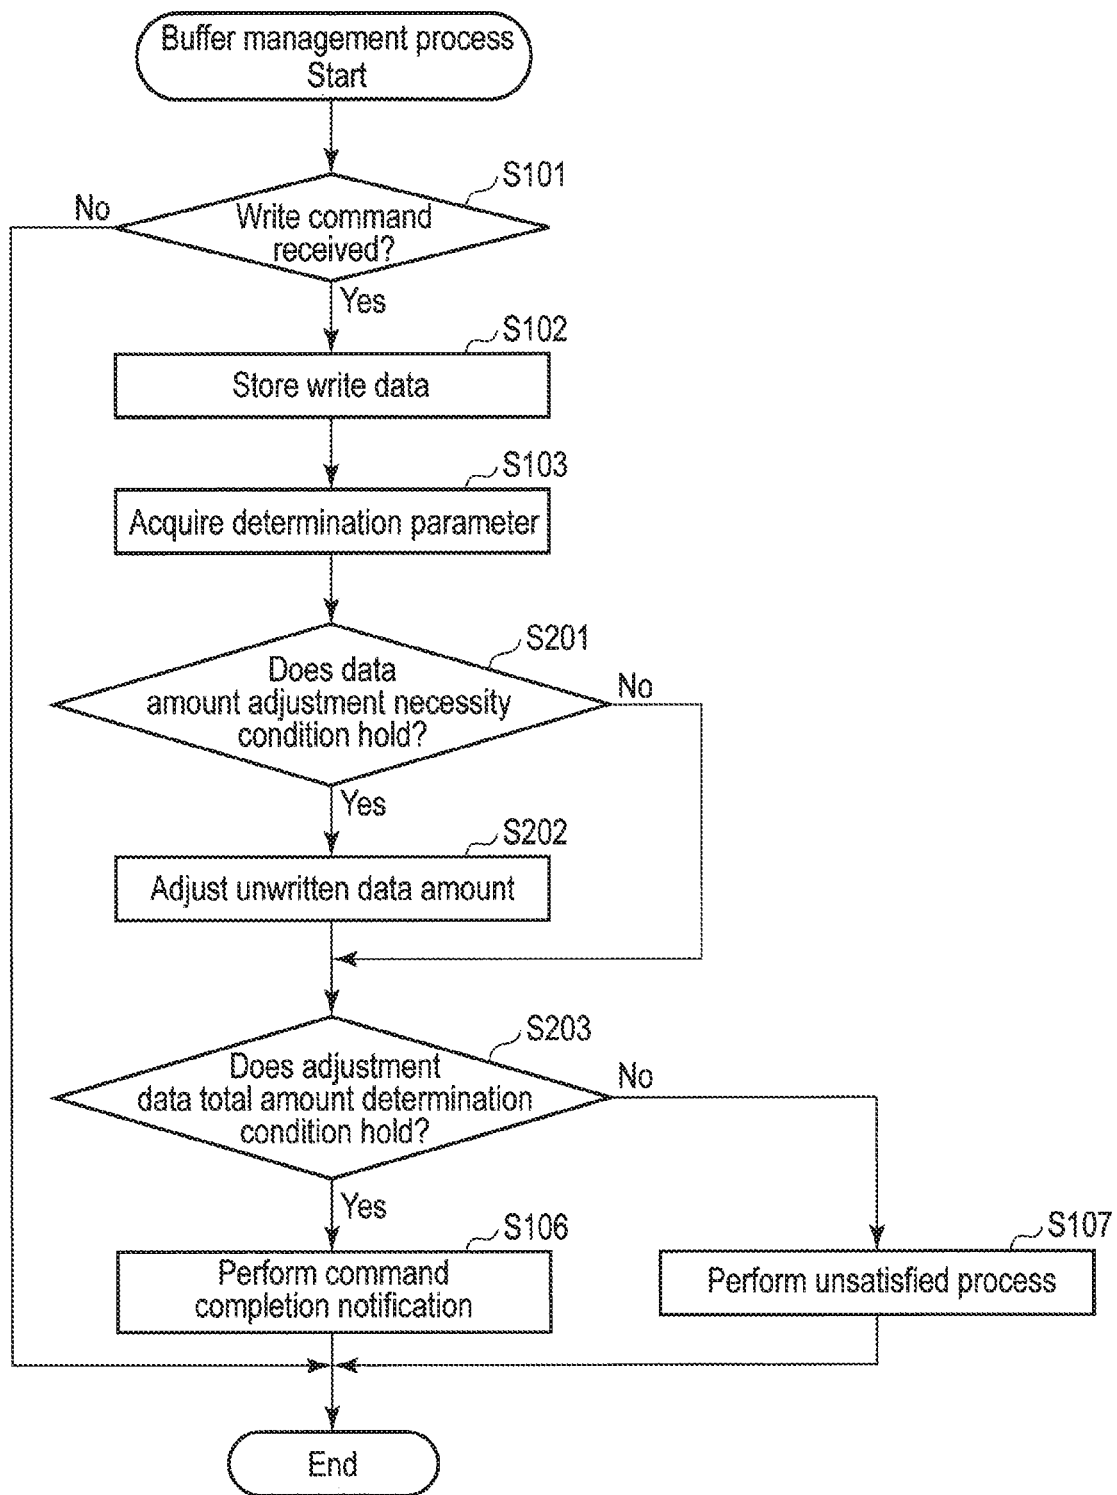 Buffer management process
Start
S101
No
Write command
received?
Yes
S102
Store write data
S103
Acquire determination parameter
S201
Does data
amount adjustment necessity
condition hold?
No
Yes
S202
Adjust unwritten data amount
S203
Does adjustment
data total amount determination
condition hold?
No
Yes
S106
Perform command
completion notification
S107
Perform unsatisfied process
End